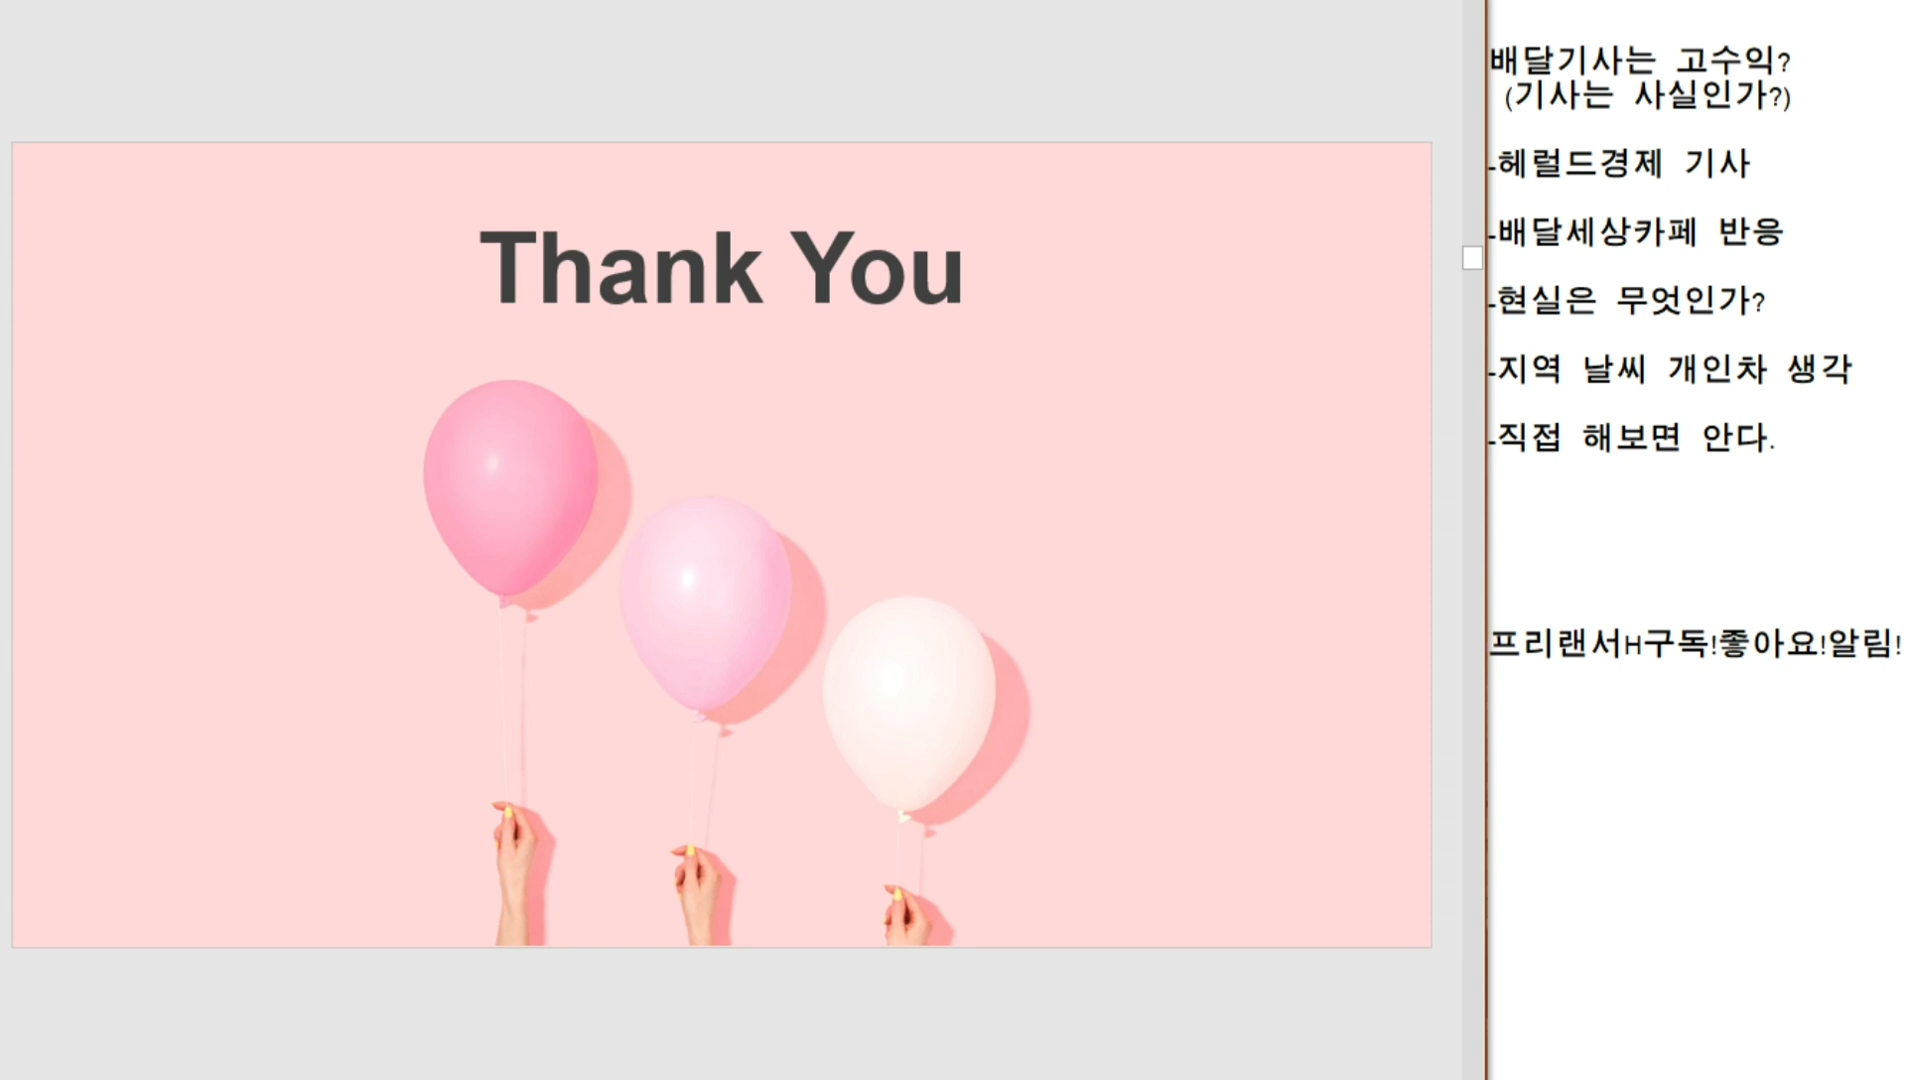 Thank You
배달기사는 고수익?
(기사는 사실인가?)
-헤럴드경제 기사
-배달세상카페 반응
-현실은 무엇인가?
-지역 날씨 개인차 생각
-직접 해보면 안다.
프리랜서H구독!좋아요!알림!